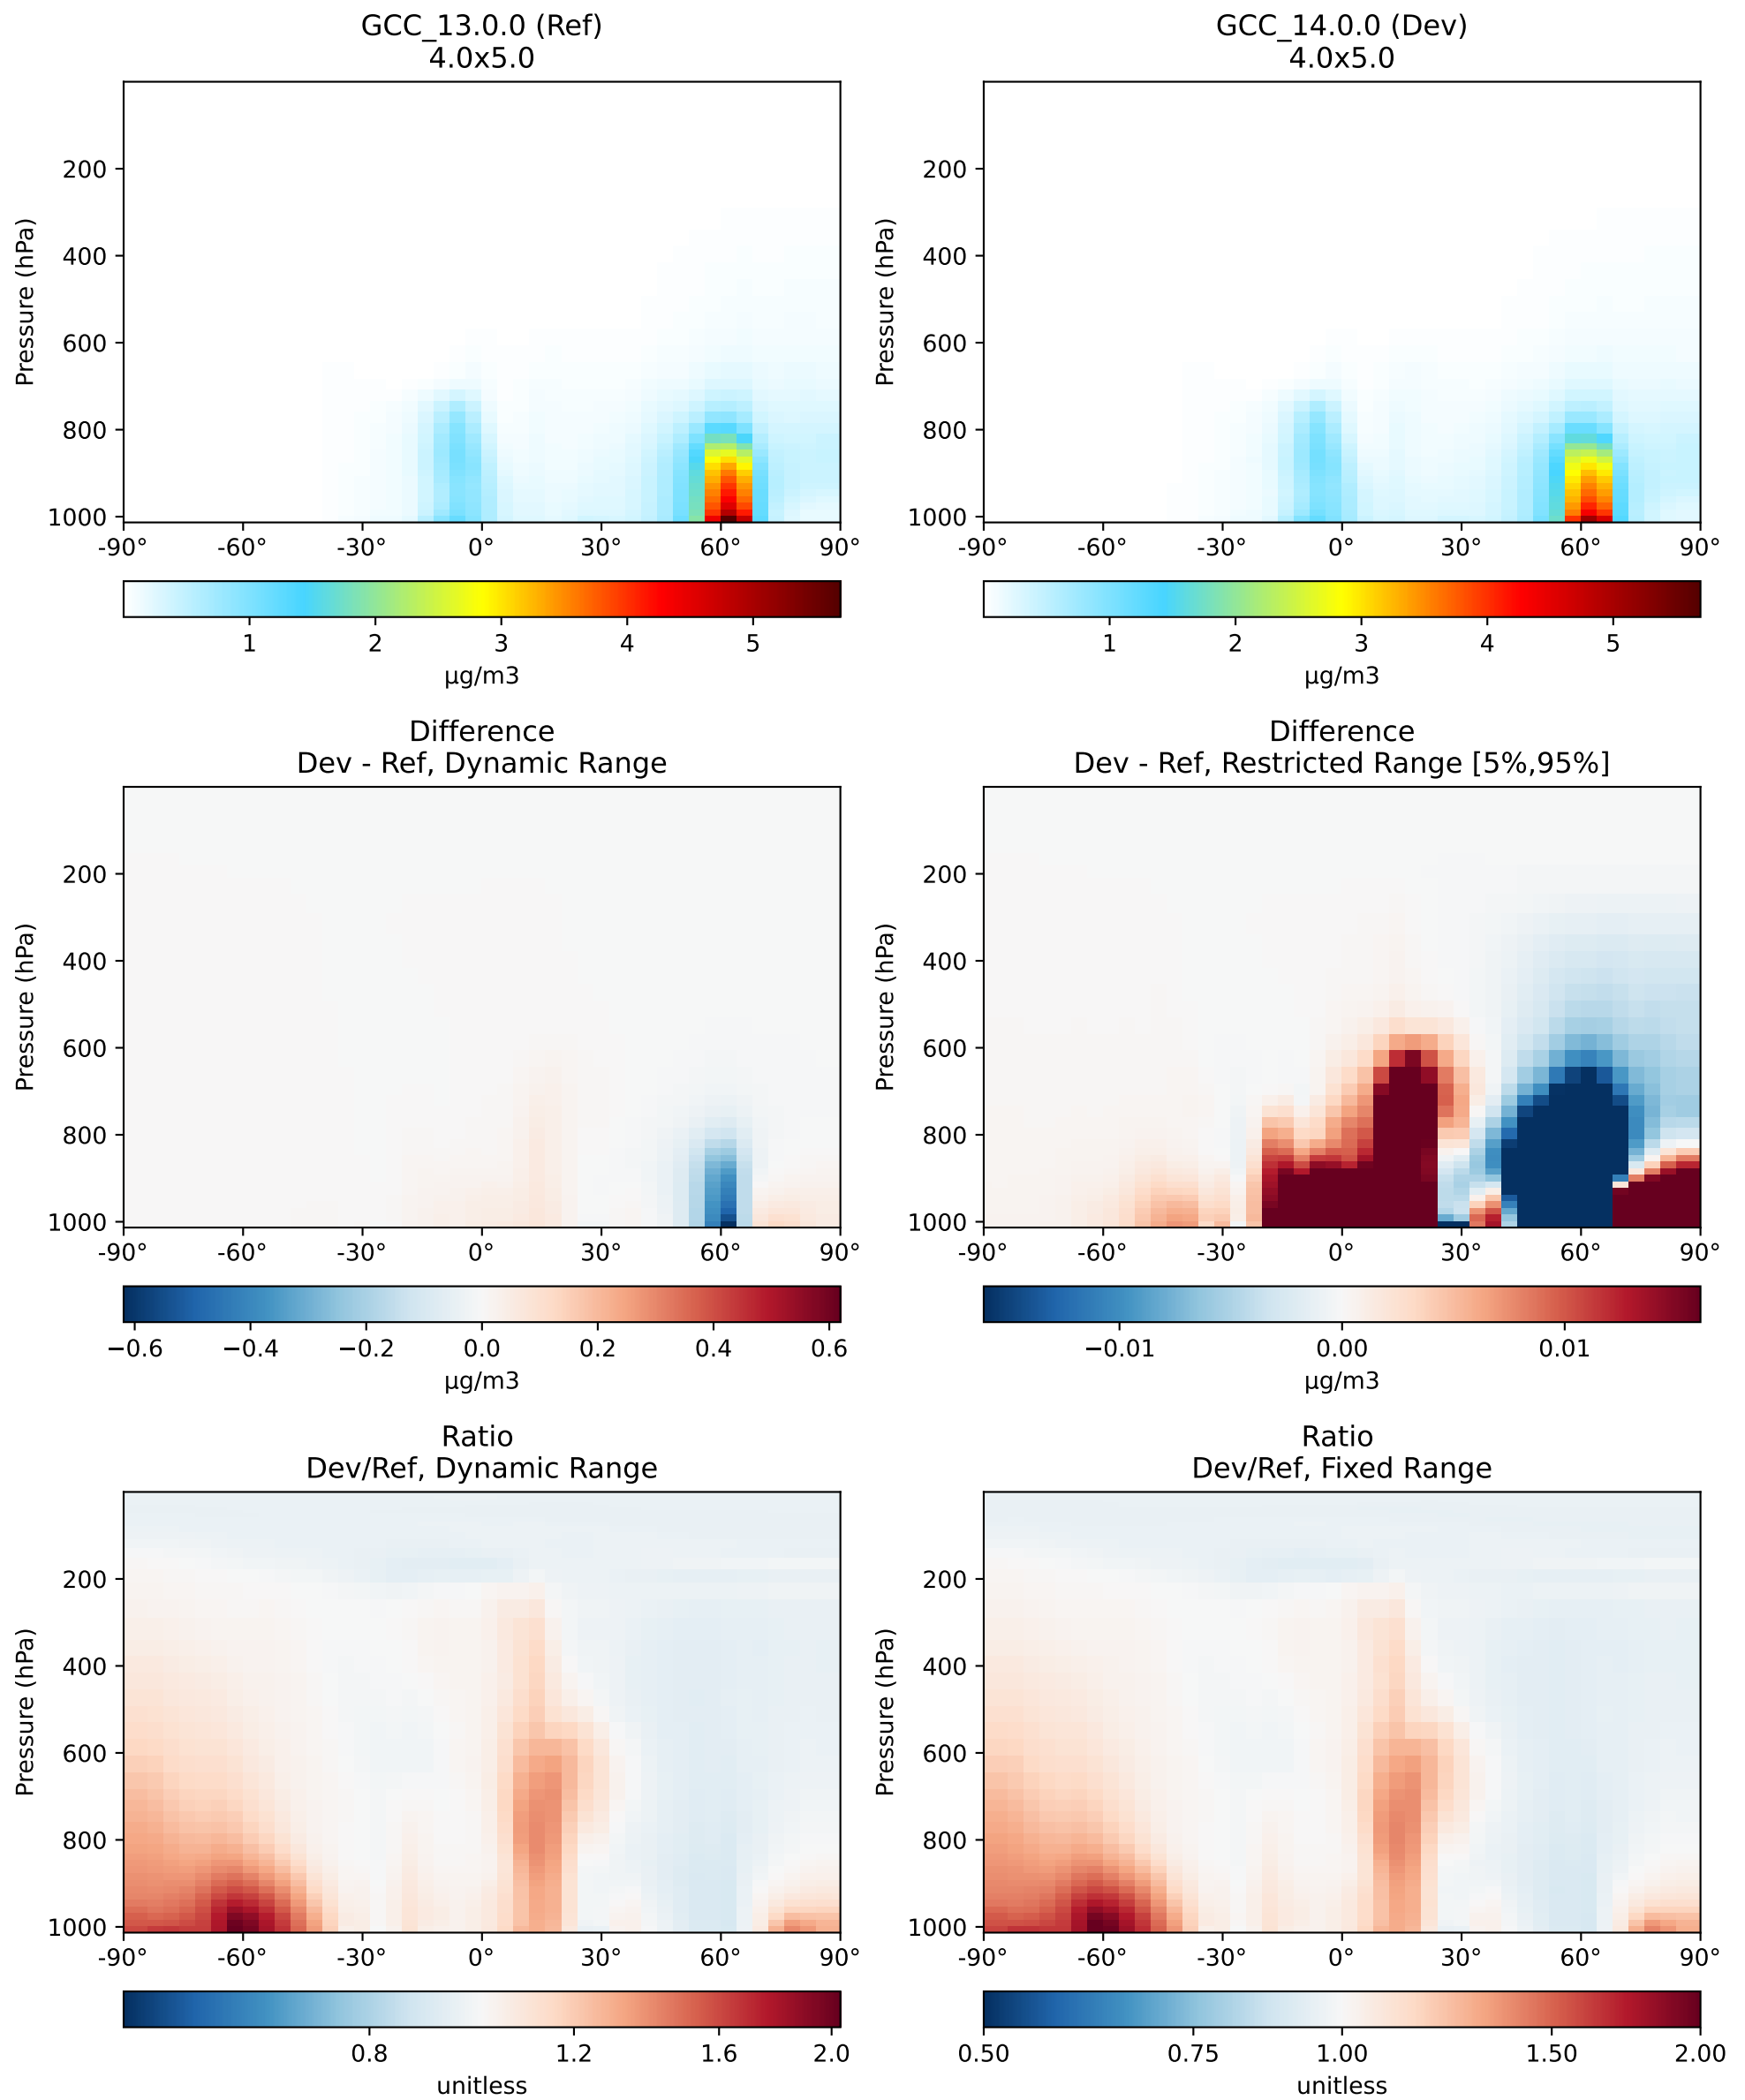 GCC_13.0.0 (Ref)
4.0x5.0
Pressure (hPa)
200
400
600
800
1000
-90° -60° -30° 0° 30° 60° 90°
1 2 3 4 5
µg/m3
GCC_14.0.0 (Dev)
4.0x5.0
Pressure (hPa)
200
400
600
800
1000
-90° -60° -30° 0° 30° 60° 90°
1 2 3 4 5
µg/m3
Difference
Dev - Ref, Dynamic Range
Pressure (hPa)
200
400
600
800
1000
-90° -60° -30° 0° 30° 60° 90°
−0.6 −0.4 −0.2 0.0 0.2 0.4 0.6
µg/m3
Difference
Dev - Ref, Restricted Range [5%,95%]
Pressure (hPa)
200
400
600
800
1000
-90° -60° -30° 0° 30° 60° 90°
−0.01 0.00 0.01
µg/m3
Ratio
Dev/Ref, Dynamic Range
Pressure (hPa)
200
400
600
800
1000
-90° -60° -30° 0° 30° 60° 90°
0.8 1.2 1.6 2.0
unitless
Ratio
Dev/Ref, Fixed Range
Pressure (hPa)
200
400
600
800
1000
-90° -60° -30° 0° 30° 60° 90°
0.50 0.75 1.00 1.50 2.00
unitless